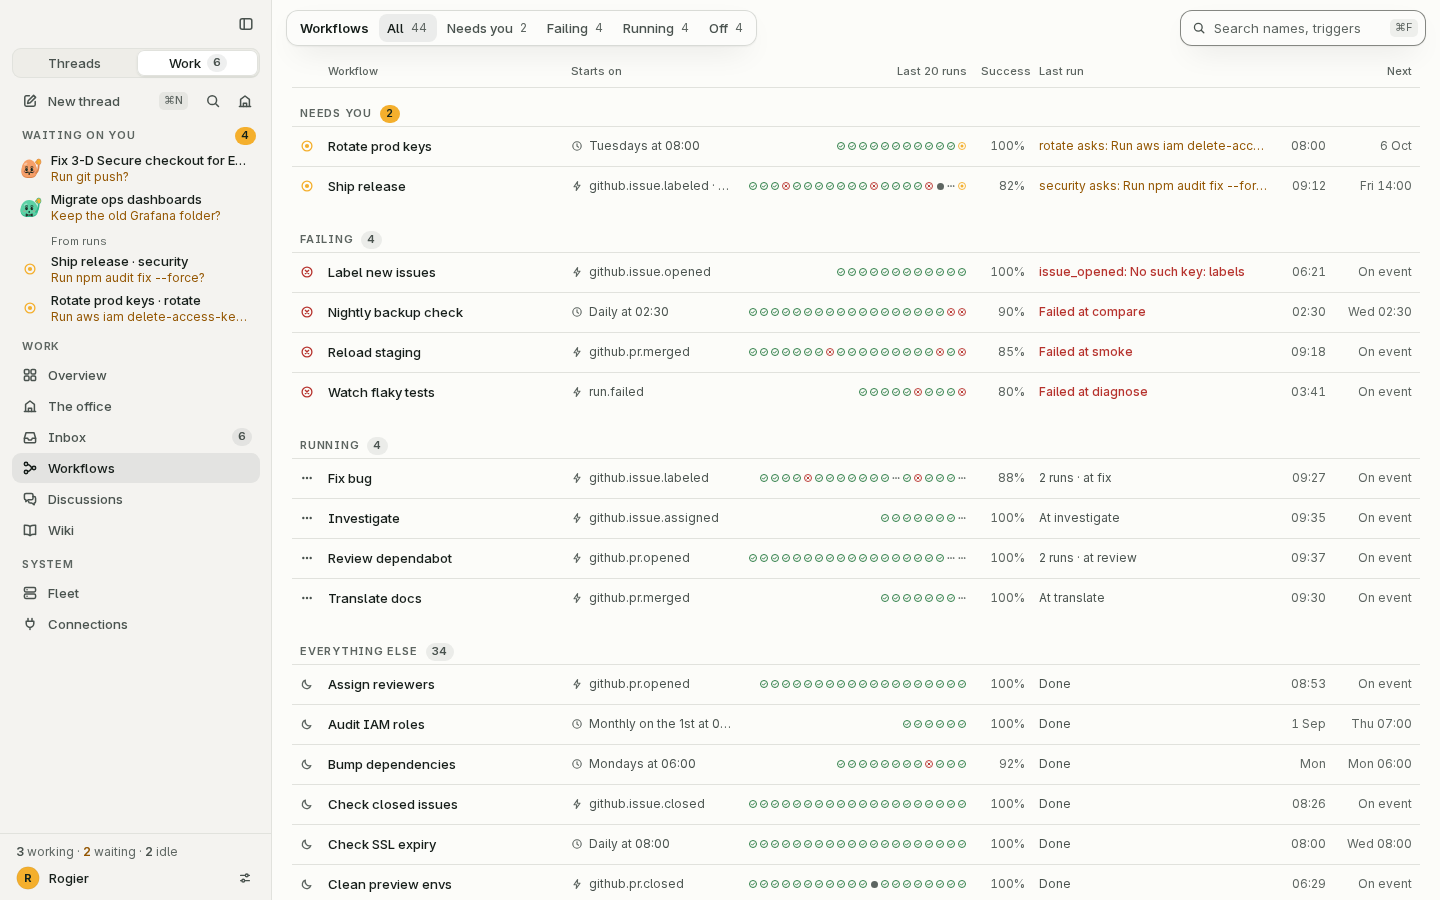 Threads
Work 6
New thread ⌘N
WAITING ON YOU 4
Fix 3-D Secure checkout for E…
Run git push?
Migrate ops dashboards
Keep the old Grafana folder?
From runs
Ship release · security
Run npm audit fix --force?
Rotate prod keys · rotate
Run aws iam delete-access-ke…
WORK
Overview
The office
Inbox 6
Workflows
Discussions
Wiki
SYSTEM
Fleet
Connections
3 working · 2 waiting · 2 idle
R Rogier
Workflows All 44 Needs you 2 Failing 4 Running 4 Off 4
Search names, triggers ⌘F
Workflow Starts on Last 20 runs Success Last run Next
NEEDS YOU 2
Rotate prod keys Tuesdays at 08:00 100% rotate asks: Run aws iam delete-acc… 08:00 6 Oct
Ship release github.issue.labeled · … 82% security asks: Run npm audit fix --for… 09:12 Fri 14:00
FAILING 4
Label new issues github.issue.opened 100% issue_opened: No such key: labels 06:21 On event
Nightly backup check Daily at 02:30 90% Failed at compare 02:30 Wed 02:30
Reload staging github.pr.merged 85% Failed at smoke 09:18 On event
Watch flaky tests run.failed 80% Failed at diagnose 03:41 On event
RUNNING 4
Fix bug github.issue.labeled 88% 2 runs · at fix 09:27 On event
Investigate github.issue.assigned 100% At investigate 09:35 On event
Review dependabot github.pr.opened 100% 2 runs · at review 09:37 On event
Translate docs github.pr.merged 100% At translate 09:30 On event
EVERYTHING ELSE 34
Assign reviewers github.pr.opened 100% Done 08:53 On event
Audit IAM roles Monthly on the 1st at 0… 100% Done 1 Sep Thu 07:00
Bump dependencies Mondays at 06:00 92% Done Mon Mon 06:00
Check closed issues github.issue.closed 100% Done 08:26 On event
Check SSL expiry Daily at 08:00 100% Done 08:00 Wed 08:00
Clean preview envs github.pr.closed 100% Done 06:29 On event